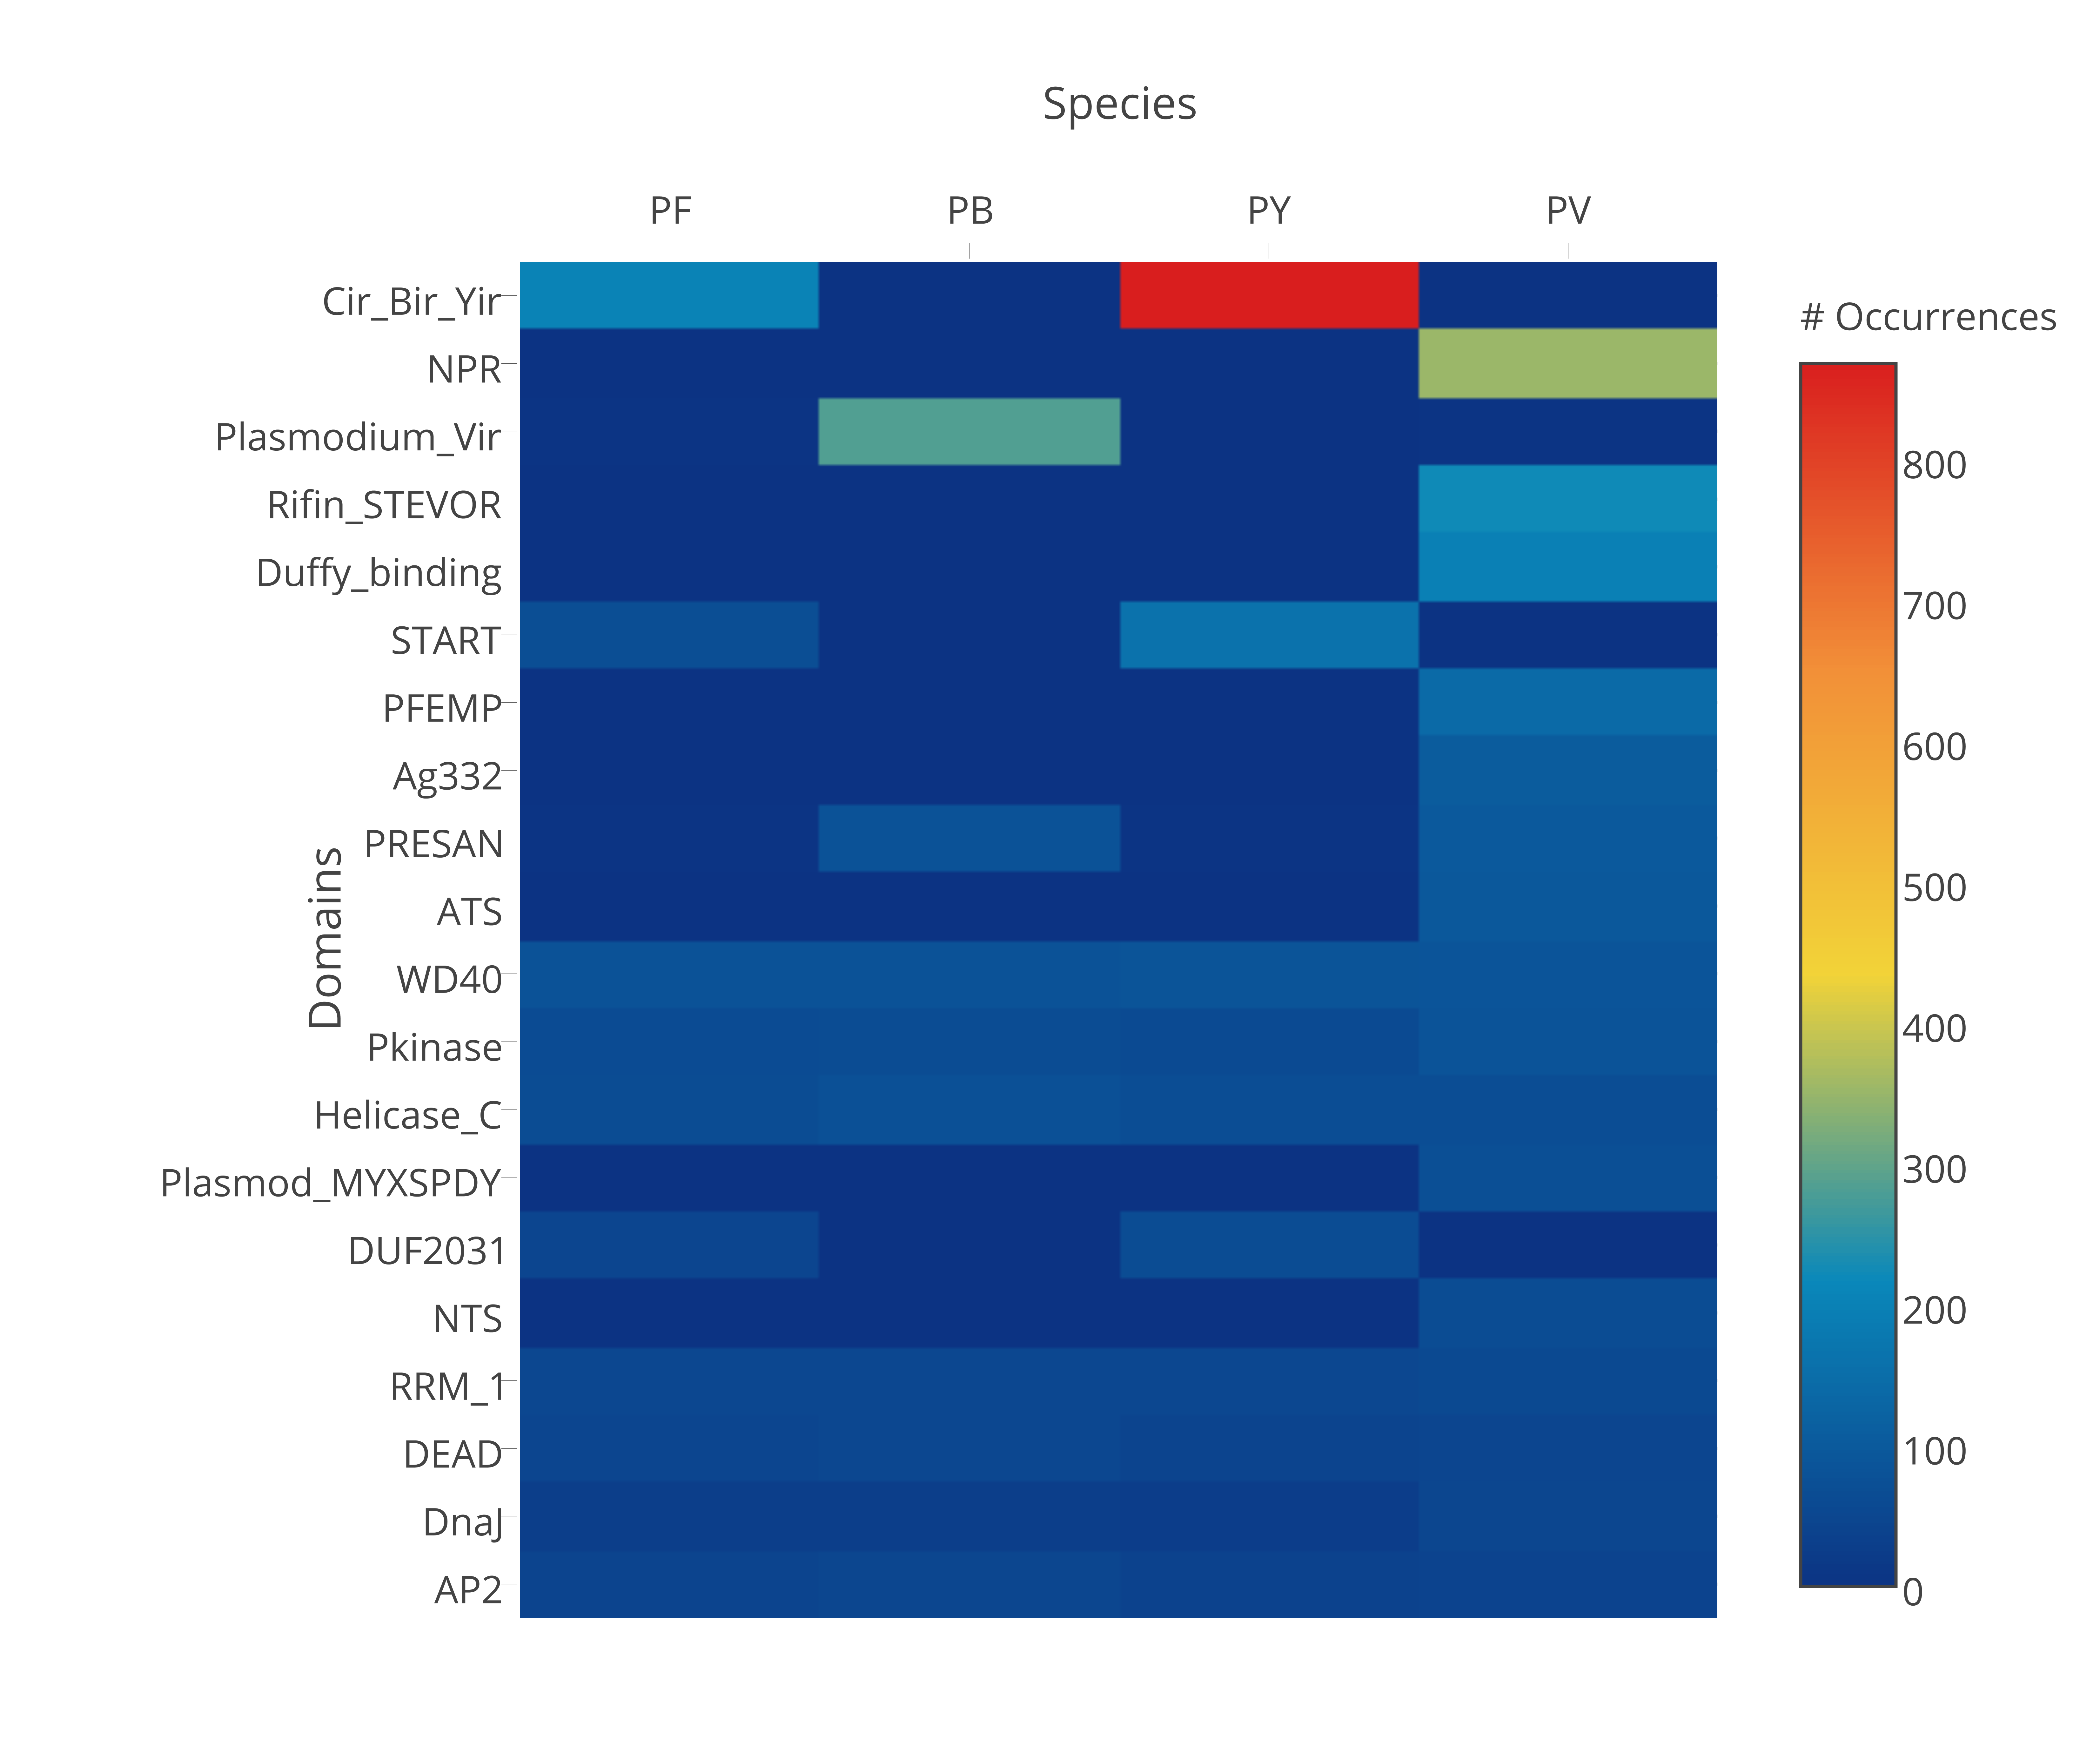 Species
PF PB PY PV
# Occurrences
Cir_Bir_Yir
NPR
Plasmodium_Vir
Rifin_STEVOR
Duffy_binding
START
PFEMP
Ag332
PRESAN
ATS
WD40
Pkinase
Helicase_C
Plasmod_MYXSPDY
DUF2031
NTS
RRM_1
DEAD
DnaJ
AP2
Domains
800
700
600
500
400
300
200
100
0